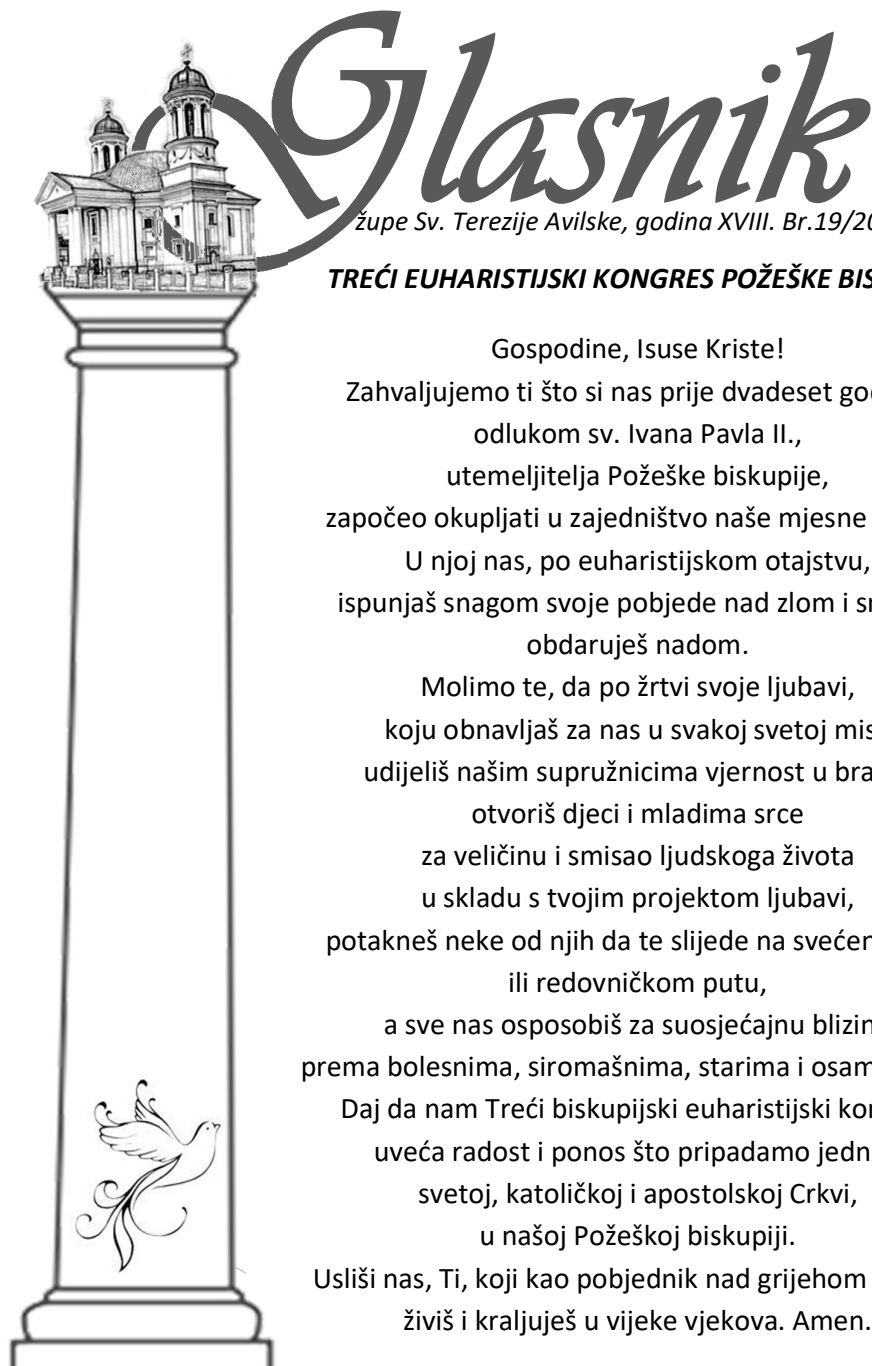 Glasnik
župe Sv. Terezije Avilske, godina XVIII. Br.19/20
TREĆI EUHARISTIJSKI KONGRES POŽEŠKE BIS
Gospodine, Isuse Kriste!
Zahvaljujemo ti što si nas prije dvadeset go
odlukom sv. Ivana Pavla II.,
utemeljitelja Požeške biskupije,
započeo okupljati u zajedništvo naše mjesne
U njoj nas, po euharistijskom otajstvu,
ispunjaš snagom svoje pobjede nad zlom i s
obdaruješ nadom.
Molimo te, da po žrtvi svoje ljubavi,
koju obnavljaš za nas u svakoj svetoj mis
udijeliš našim supružnicima vjernost u bra
otvoriš djeci i mladima srce
za veličinu i smisao ljudskoga života
u skladu s tvojim projektom ljubavi,
potakneš neke od njih da te slijede na sveće
ili redovničkom putu,
a sve nas osposobiš za suosjećajnu blizin
prema bolesnima, siromašnima, starima i osam
Daj da nam Treći biskupijski euharistijski ko
uveća radost i ponos što pripadamo jedn
svetoj, katoličkoj i apostolskoj Crkvi,
u našoj Požeškoj biskupiji.
Usliši nas, Ti, koji kao pobjednik nad grijehom
živiš i kraljuješ u vijeke vjekova. Amen.